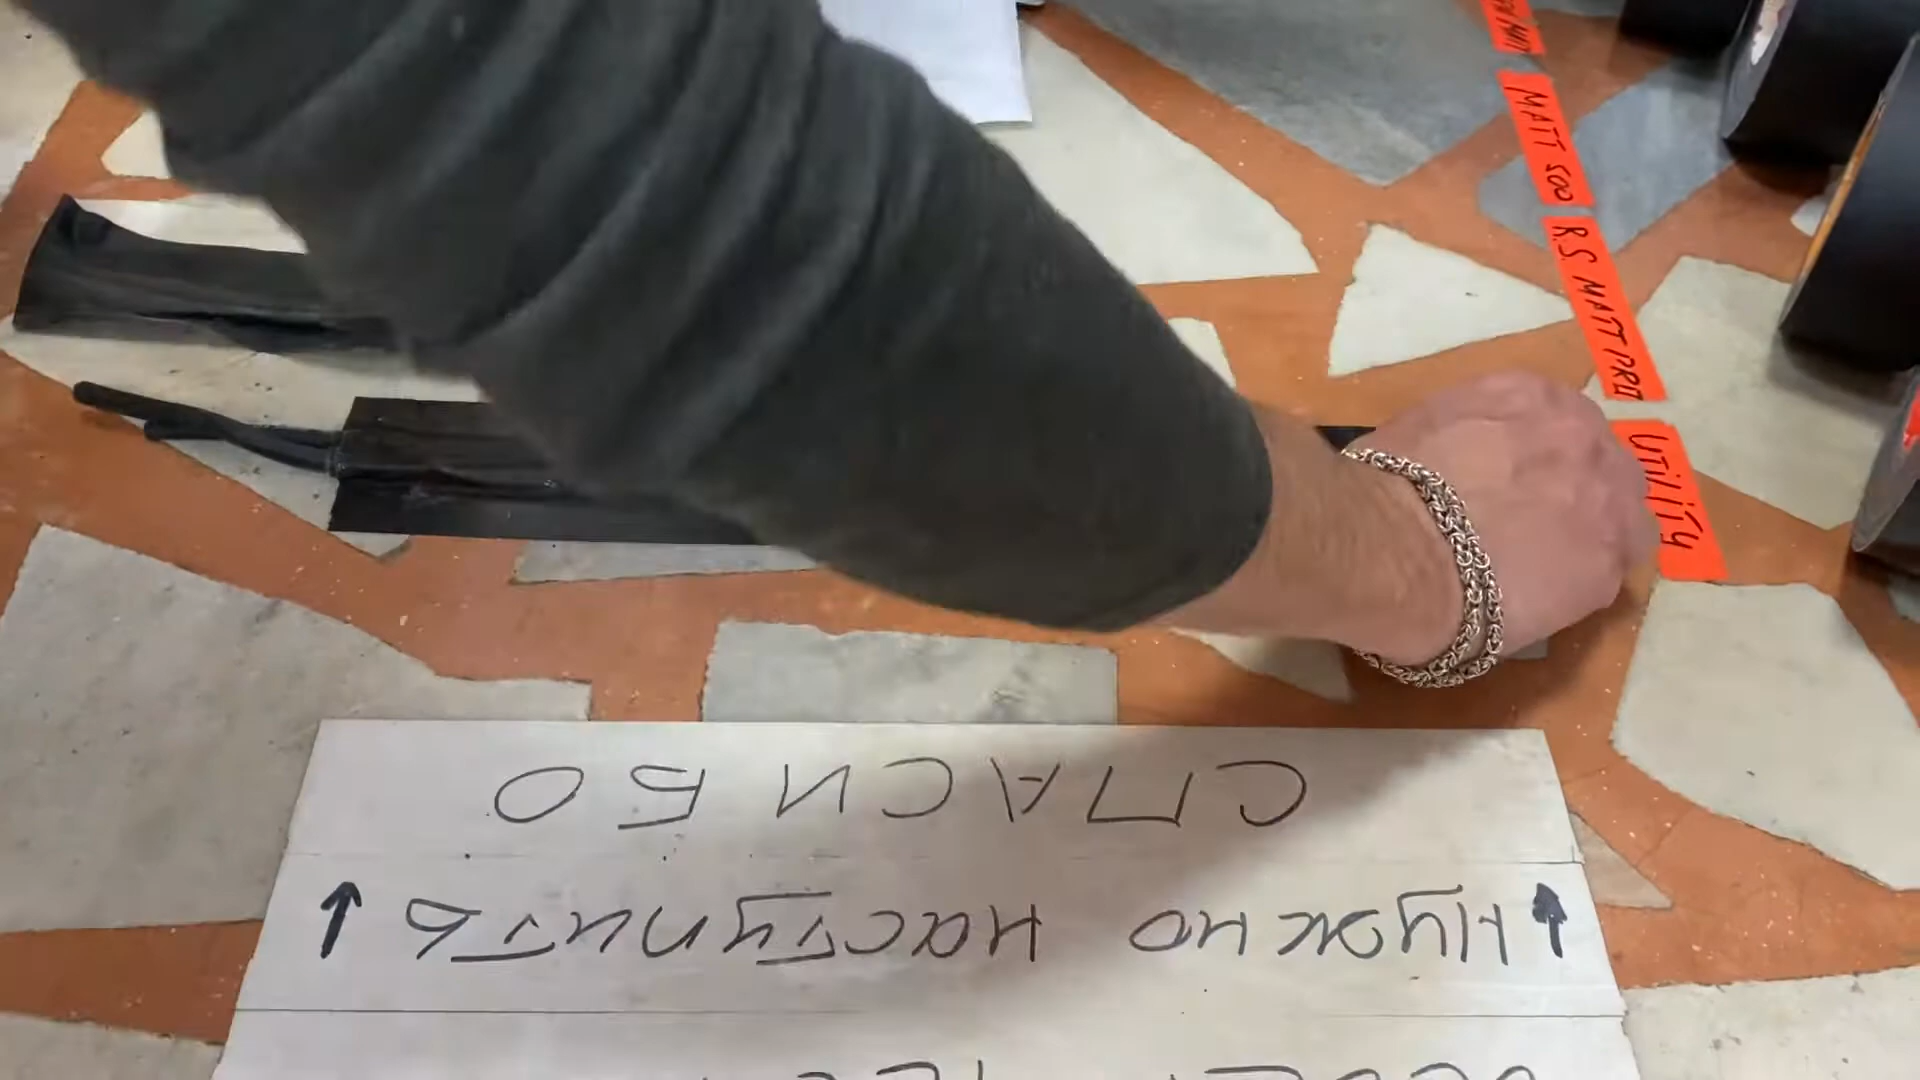 MATT 500
R.S. MATT PRO
UTILITY
↑ Нужно наступить ↑
СПАСИБО